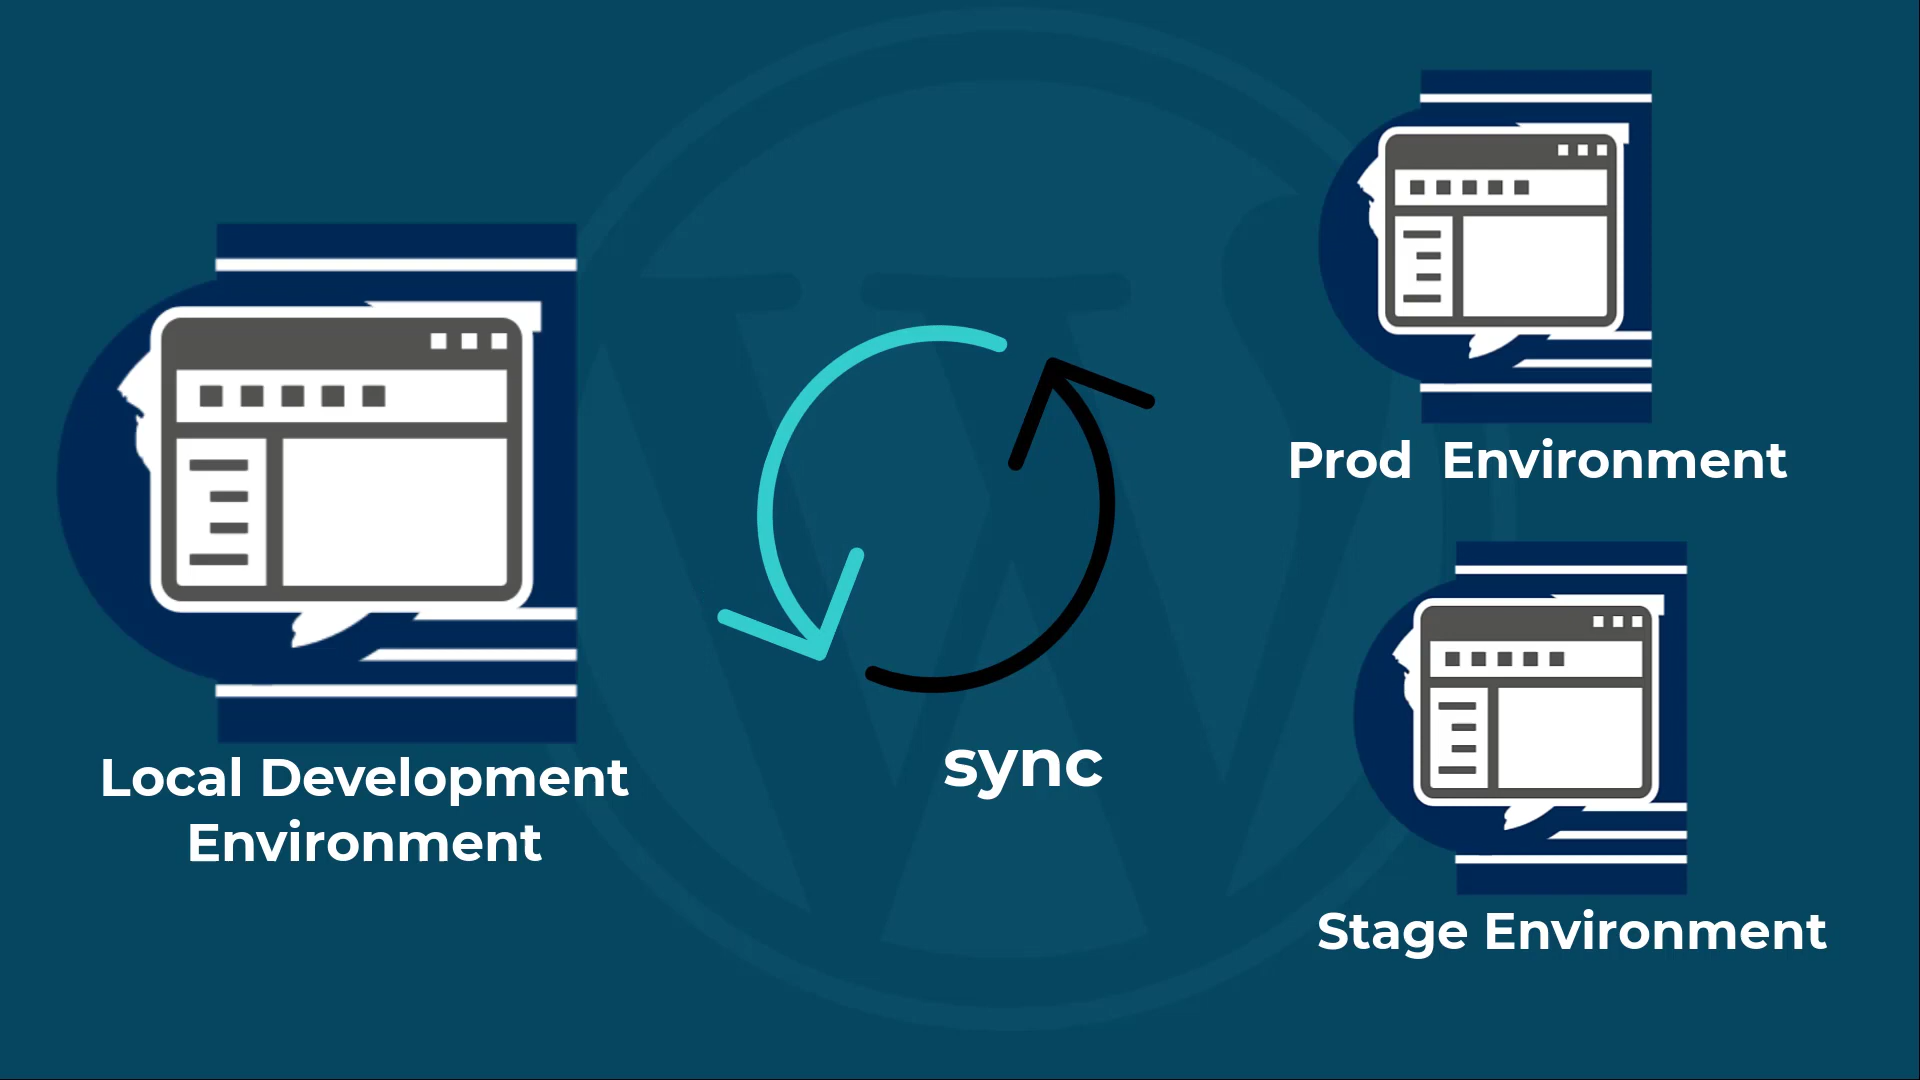 Prod  Environment
Local Development
Environment
sync
Stage Environment